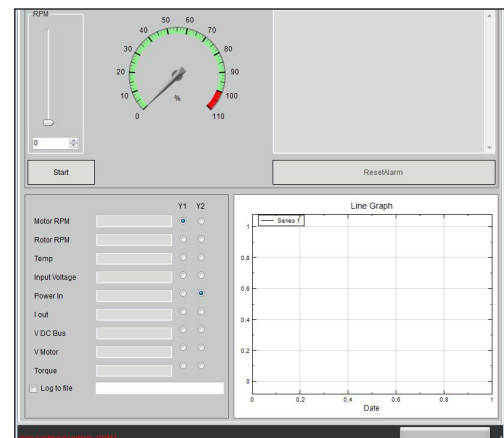 RPM
50 60
40 70
30 80
20 90
10 100
0 % 110
0
Start
ResetAlarm
Y1 Y2
Motor RPM
Rotor RPM
Temp
Input Voltage
Power In
I out
V DC Bus
V Motor
Torque
Log to file
Line Graph
Series 1
1
0,8
0,6
0,4
0,2
0
0 0,2 0,4 0,6 0,8 1
Date